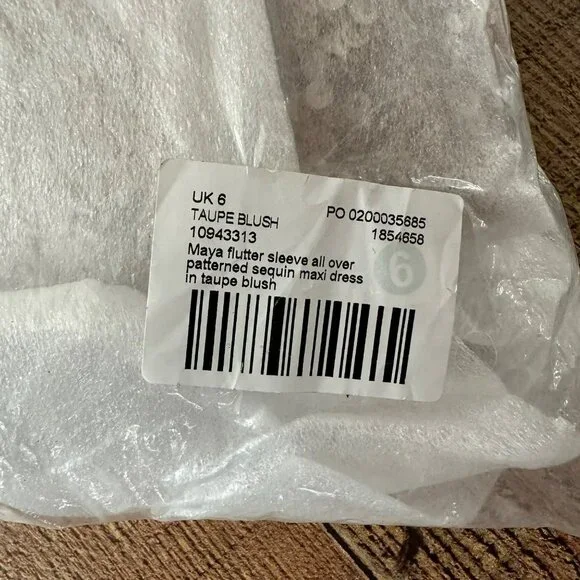 UK 6
TAUPE BLUSH PO 0200035685
10943313 1854658
Maya flutter sleeve all over
patterned sequin maxi dress
in taupe blush
6